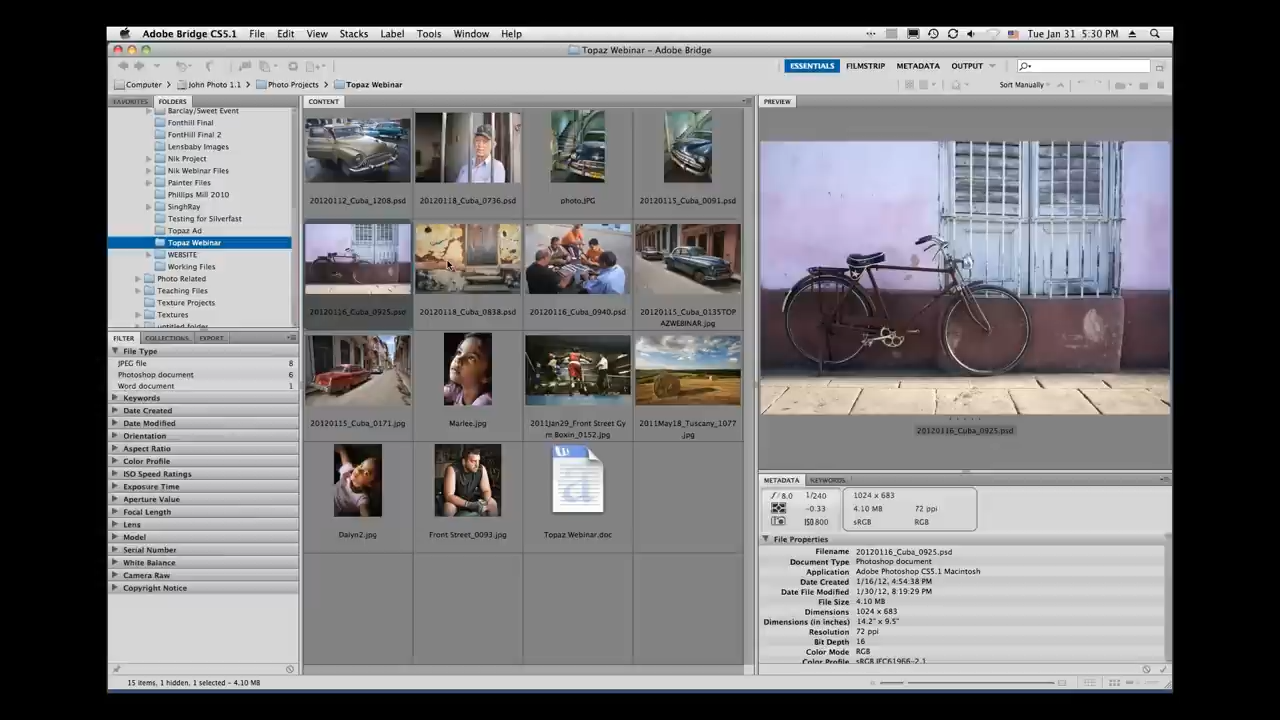 Adobe Bridge CS5.1 File Edit View Stacks Label Tools Window Help Tue Jan 31 5:30 PM
Topaz Webinar – Adobe Bridge
ESSENTIALS FILMSTRIP METADATA OUTPUT
Computer John Photo 1.1 Photo Projects Topaz Webinar Sort Manually
FAVORITES FOLDERS
Barclay/Sweet Event
Fonthill Final
FontHill Final 2
Lensbaby Images
Nik Project
Nik Webinar Files
Painter Files
Phillips Mill 2010
SinghRay
Testing for Silverfast
Topaz Ad
Topaz Webinar
WEBSITE
Working Files
Photo Related
Teaching Files
Texture Projects
Textures
untitled folder
FILTER COLLECTIONS EXPORT
File Type
JPEG file 8
Photoshop document 6
Word document 1
Keywords
Date Created
Date Modified
Orientation
Aspect Ratio
Color Profile
ISO Speed Ratings
Exposure Time
Aperture Value
Focal Length
Lens
Model
Serial Number
White Balance
Camera Raw
Copyright Notice
CONTENT
20120112_Cuba_1208.psd 20120118_Cuba_0736.psd photo.JPG 20120115_Cuba_0091.psd
20120116_Cuba_0925.psd 20120118_Cuba_0838.psd 20120116_Cuba_0940.psd 20120115_Cuba_0135TOP
AZWEBINAR.jpg
20120115_Cuba_0171.jpg Marlee.jpg 2011Jan29_Front Street Gy 2011May18_Tuscany_1077
m Boxin_0152.jpg .jpg
Daiyn2.jpg Front Street_0093.jpg Topaz Webinar.doc
PREVIEW
20120116_Cuba_0925.psd
METADATA KEYWORDS
f/8.0 1/240 1024 x 683
-0.33 4.10 MB 72 ppi
ISO800 sRGB RGB
File Properties
Filename 20120116_Cuba_0925.psd
Document Type Photoshop document
Application Adobe Photoshop CS5.1 Macintosh
Date Created 1/16/12, 4:54:38 PM
Date File Modified 1/30/12, 8:19:29 PM
File Size 4.10 MB
Dimensions 1024 x 683
Dimensions (in inches) 14.2" x 9.5"
Resolution 72 ppi
Bit Depth 16
Color Mode RGB
Color Profile sRGB IEC61966-2.1
15 items, 1 hidden, 1 selected – 4.10 MB